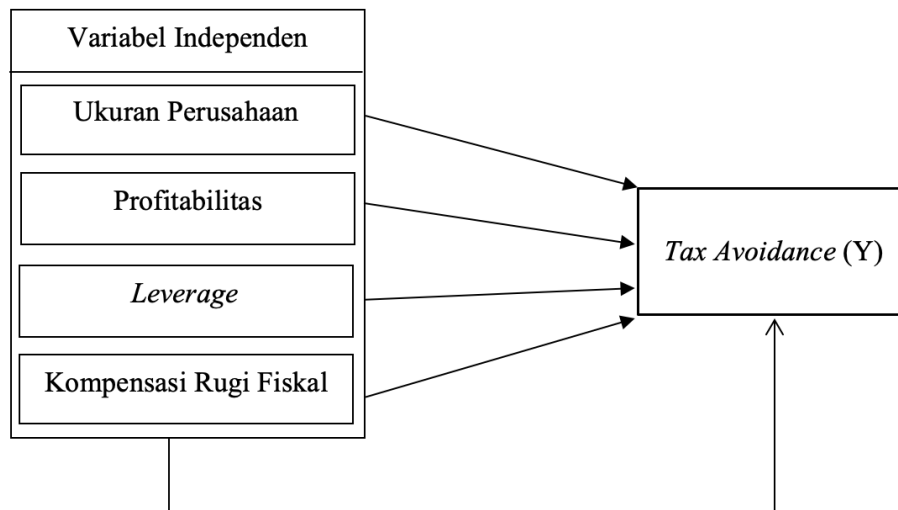 Variabel Independen
Ukuran Perusahaan
Profitabilitas
Leverage
Kompensasi Rugi Fiskal
Tax Avoidance (Y)